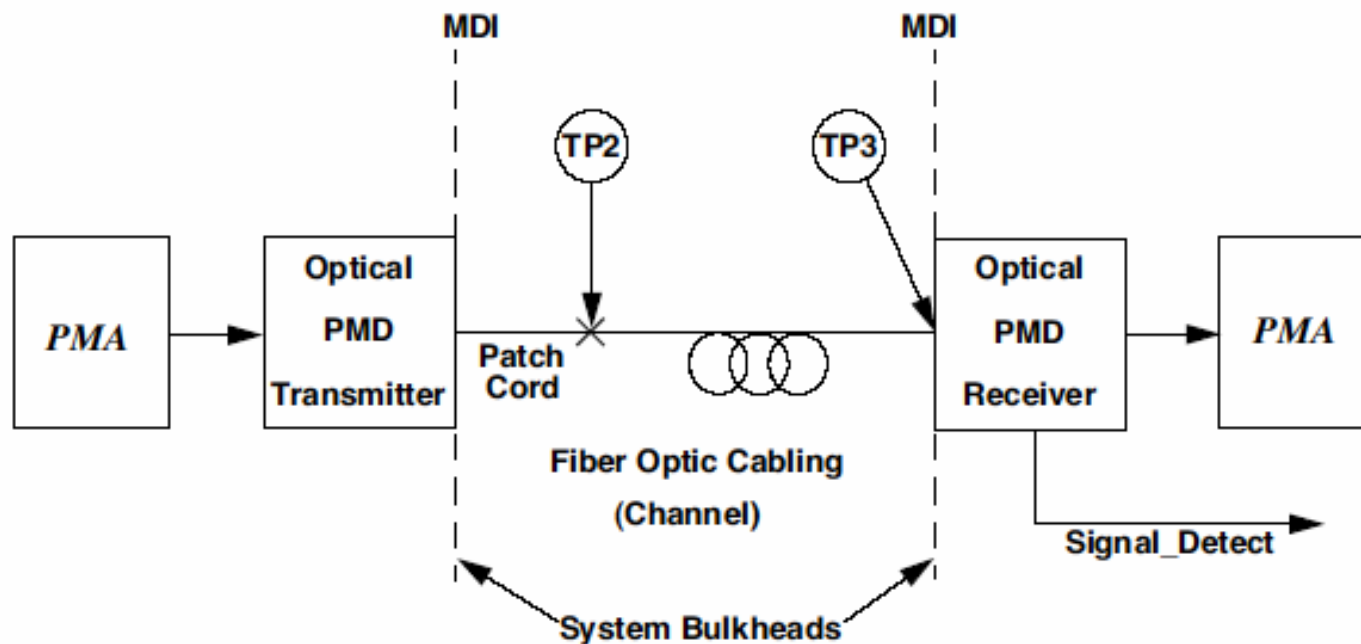 MDI
MDI
TP2
TP3
PMA
Optical
PMD
Transmitter
Patch
Cord
Optical
PMD
Receiver
PMA
Fiber Optic Cabling
(Channel)
Signal_Detect
System Bulkheads